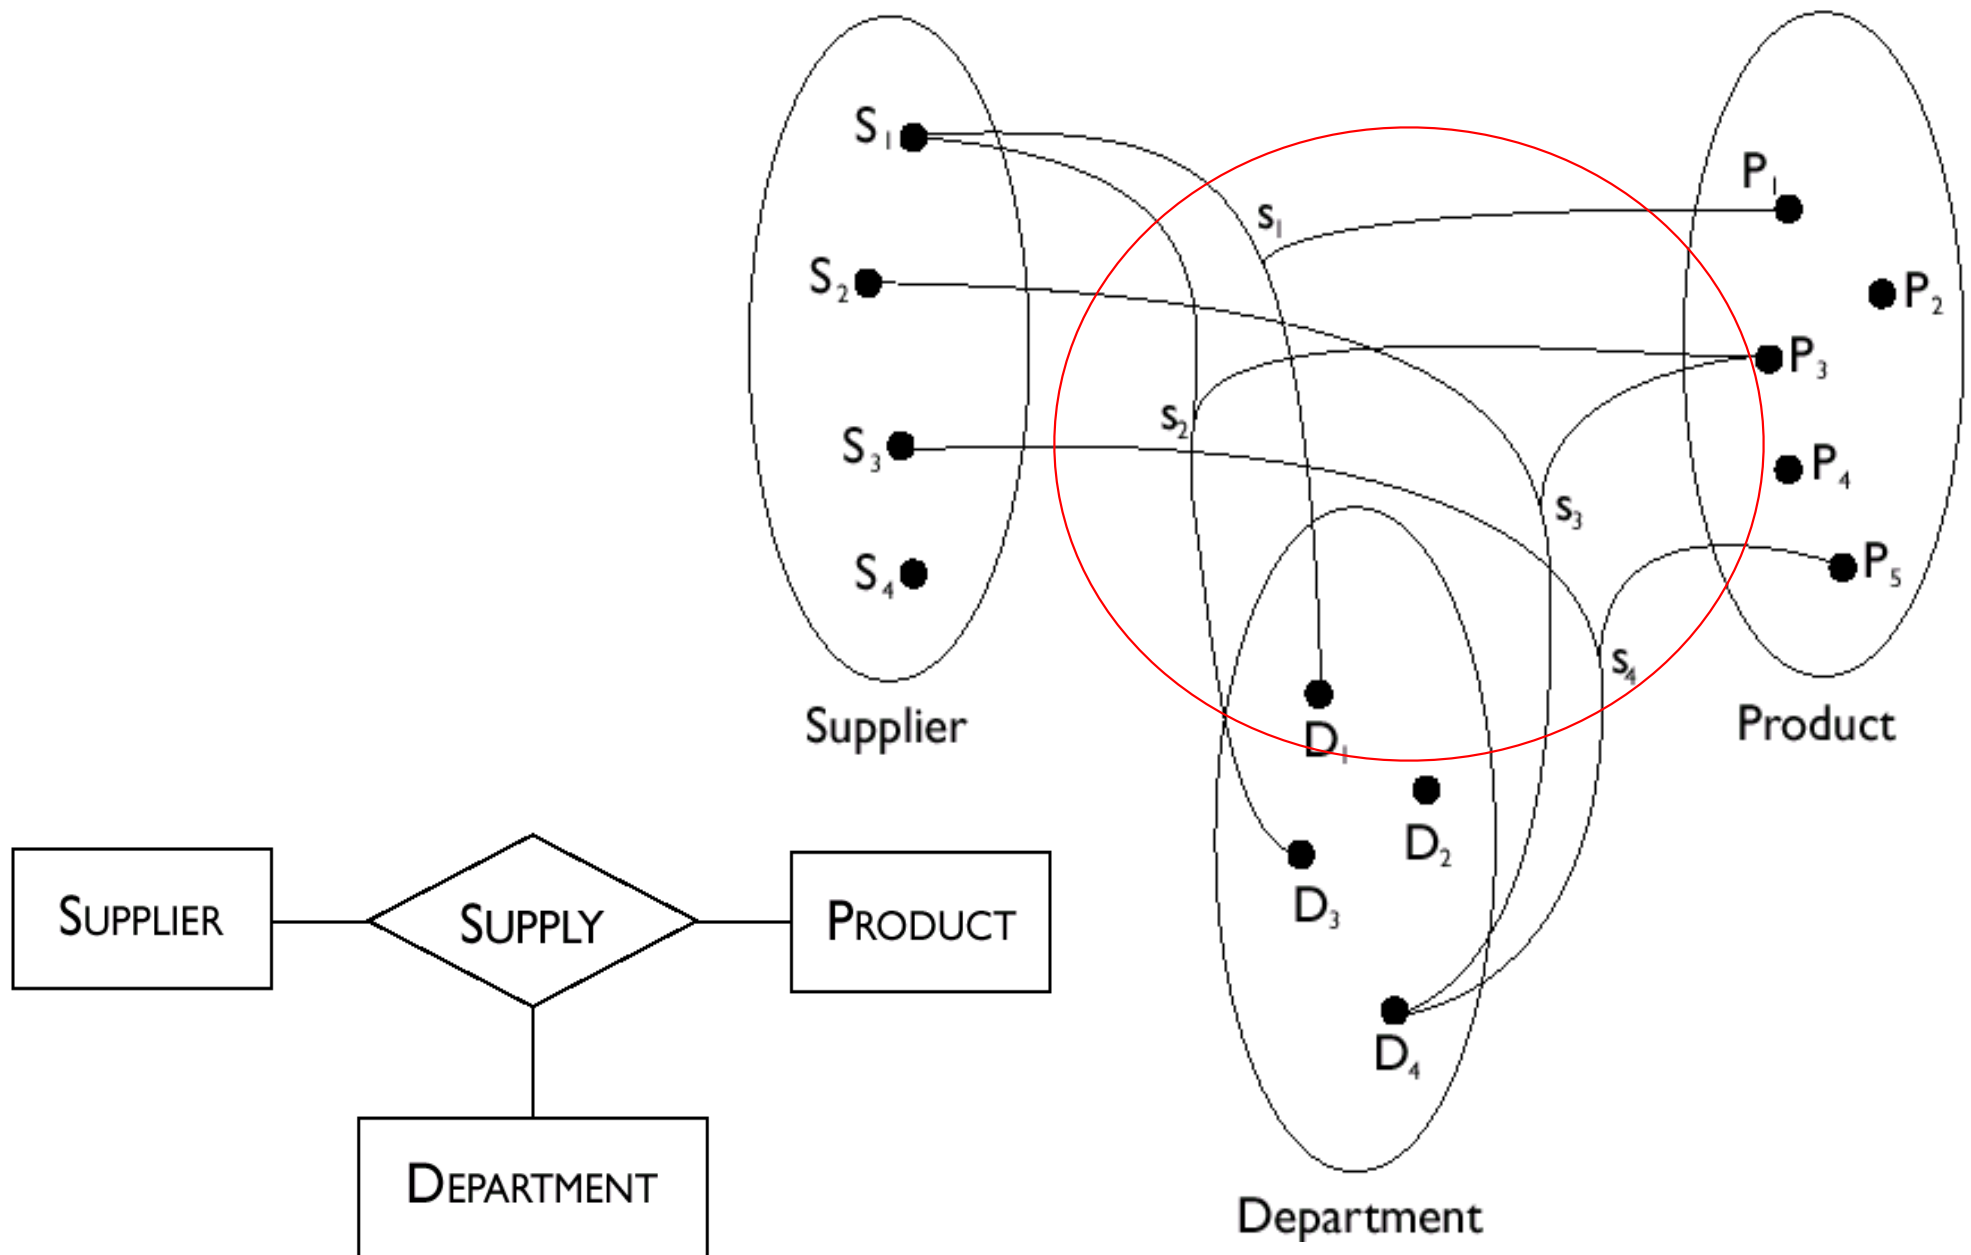 S₁
S₂
S₃
S₄
Supplier
s₁
s₂
s₃
s₄
P₁
P₂
P₃
P₄
P₅
Product
D₁
D₂
D₃
D₄
Department
SUPPLIER
SUPPLY
PRODUCT
DEPARTMENT